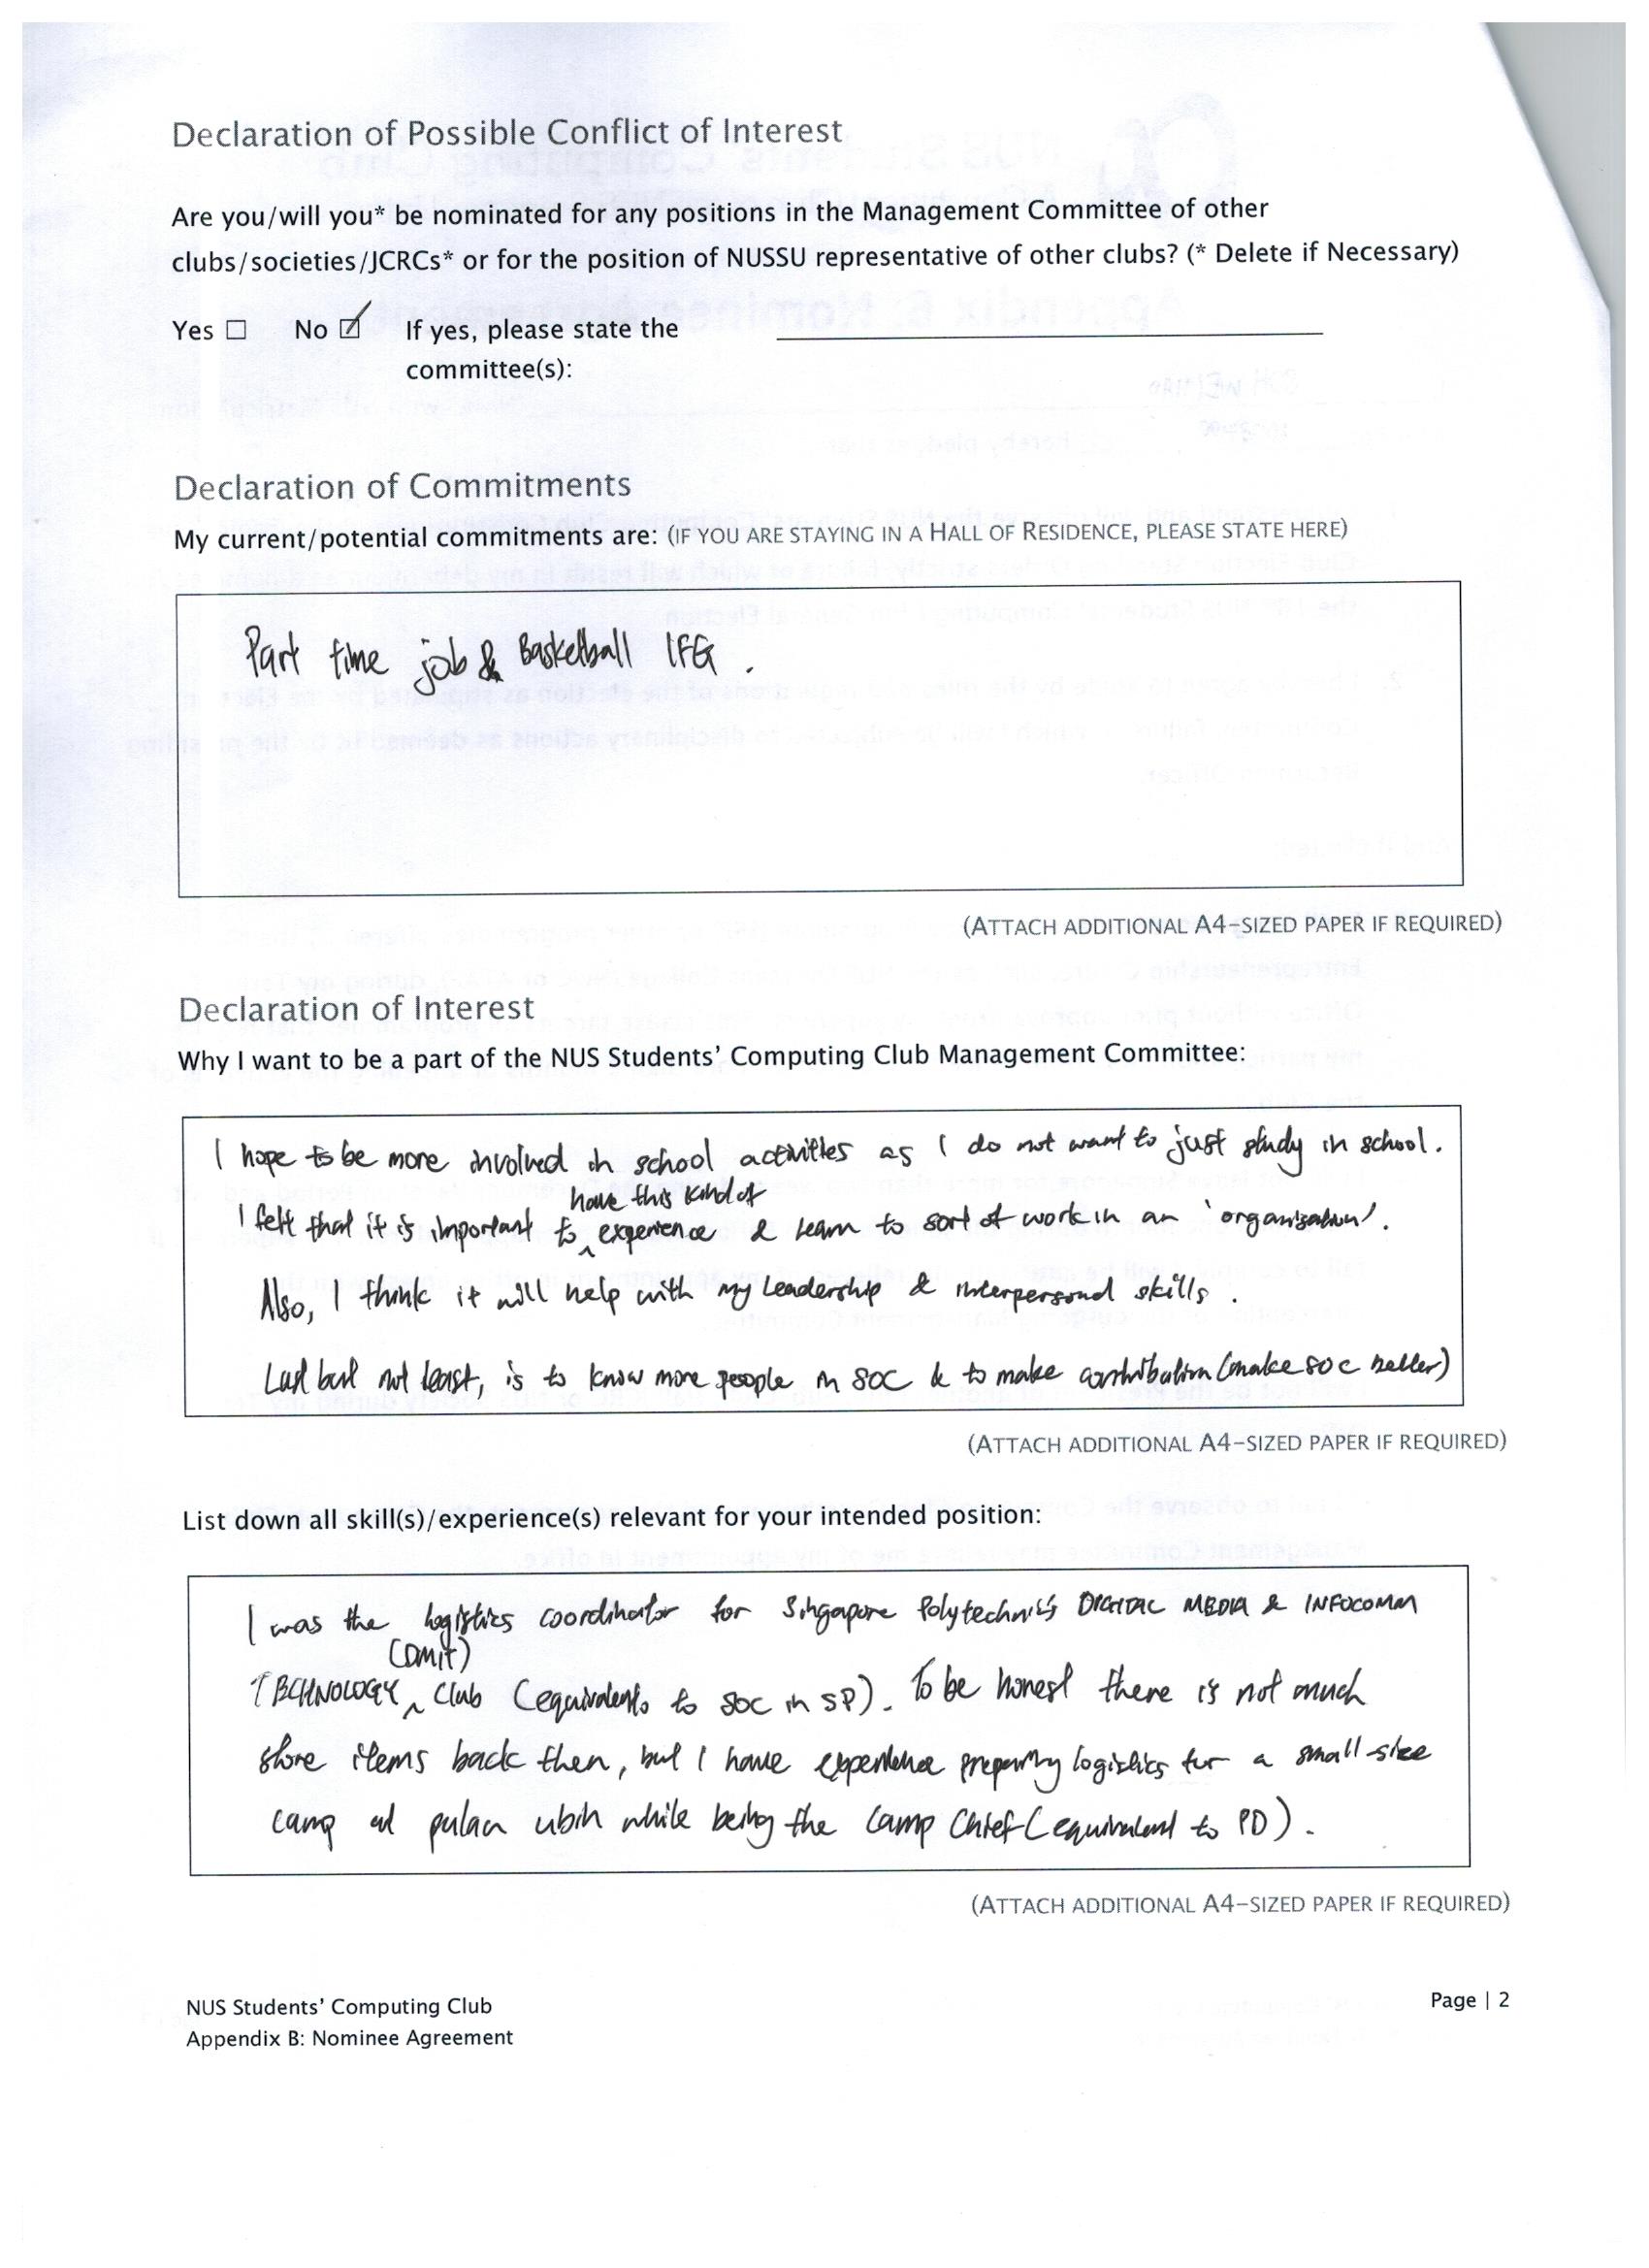 Declaration of Possible Conflict of Interest
Are you/will you* be nominated for any positions in the Management Committee of other
clubs/societies/JCRCs* or for the position of NUSSU representative of other clubs? (* Delete if Necessary)
Yes ☐ No ☑ If yes, please state the
committee(s):
Declaration of Commitments
My current/potential commitments are: (IF YOU ARE STAYING IN A HALL OF RESIDENCE, PLEASE STATE HERE)
Part time job & Basketball IFG.
(ATTACH ADDITIONAL A4-SIZED PAPER IF REQUIRED)
Declaration of Interest
Why I want to be a part of the NUS Students' Computing Club Management Committee:
I hope to be more involved in school activities as I do not want to just study in school.
have this kind of
I felt that it is important to ^ experience & learn to sort of work in an 'organisation'.
Also, I think it will help with my leadership & interpersonal skills.
Last but not least, is to know more people in SOC & to make contribution (make SOC better)
(ATTACH ADDITIONAL A4-SIZED PAPER IF REQUIRED)
List down all skill(s)/experience(s) relevant for your intended position:
I was the logistics coordinator for Singapore Polytechnic's DIGITAL MEDIA & INFOCOMM
(DMIT)
TECHNOLOGY ^ Club (equivalent to SOC in SP). To be honest there is not much
store items back then, but I have experience preparing logistics for a small-size
camp at pulau ubin while being the Camp Chief (equivalent to PD).
(ATTACH ADDITIONAL A4-SIZED PAPER IF REQUIRED)
NUS Students' Computing Club
Appendix B: Nominee Agreement
Page | 2